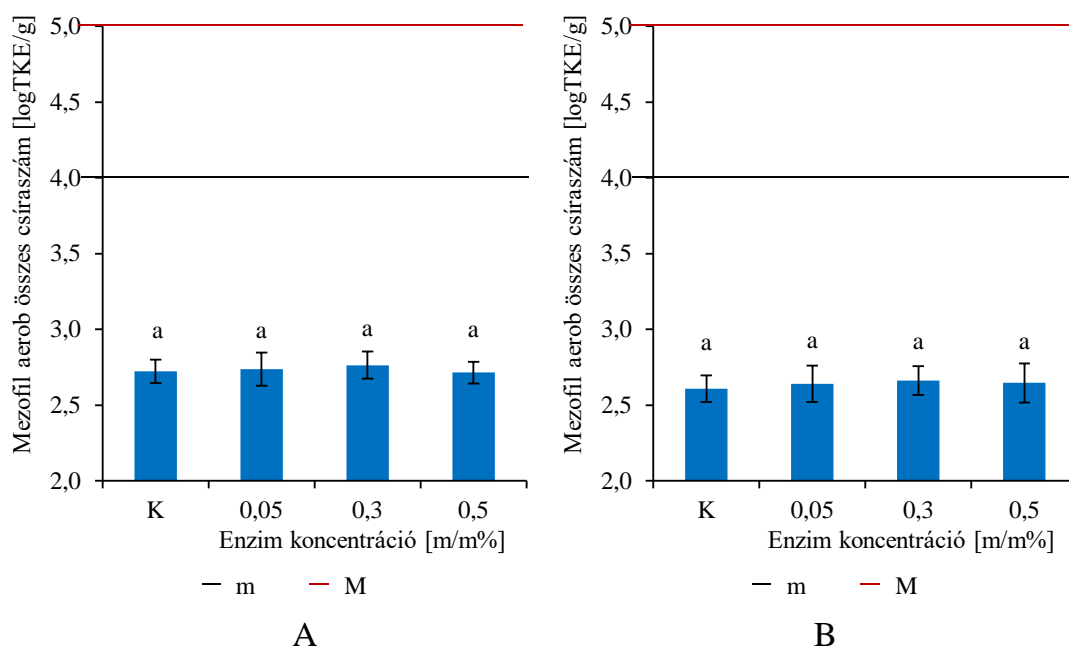 Mezofil aerob összes csíraszám [logTKE/g]
5,0
4,5
4,0
3,5
3,0
2,5
2,0
a a a a
K 0,05 0,3 0,5
Enzim koncentráció [m/m%]
m M
A
Mezofil aerob összes csíraszám [logTKE/g]
5,0
4,5
4,0
3,5
3,0
2,5
2,0
a a a a
K 0,05 0,3 0,5
Enzim koncentráció [m/m%]
m M
B